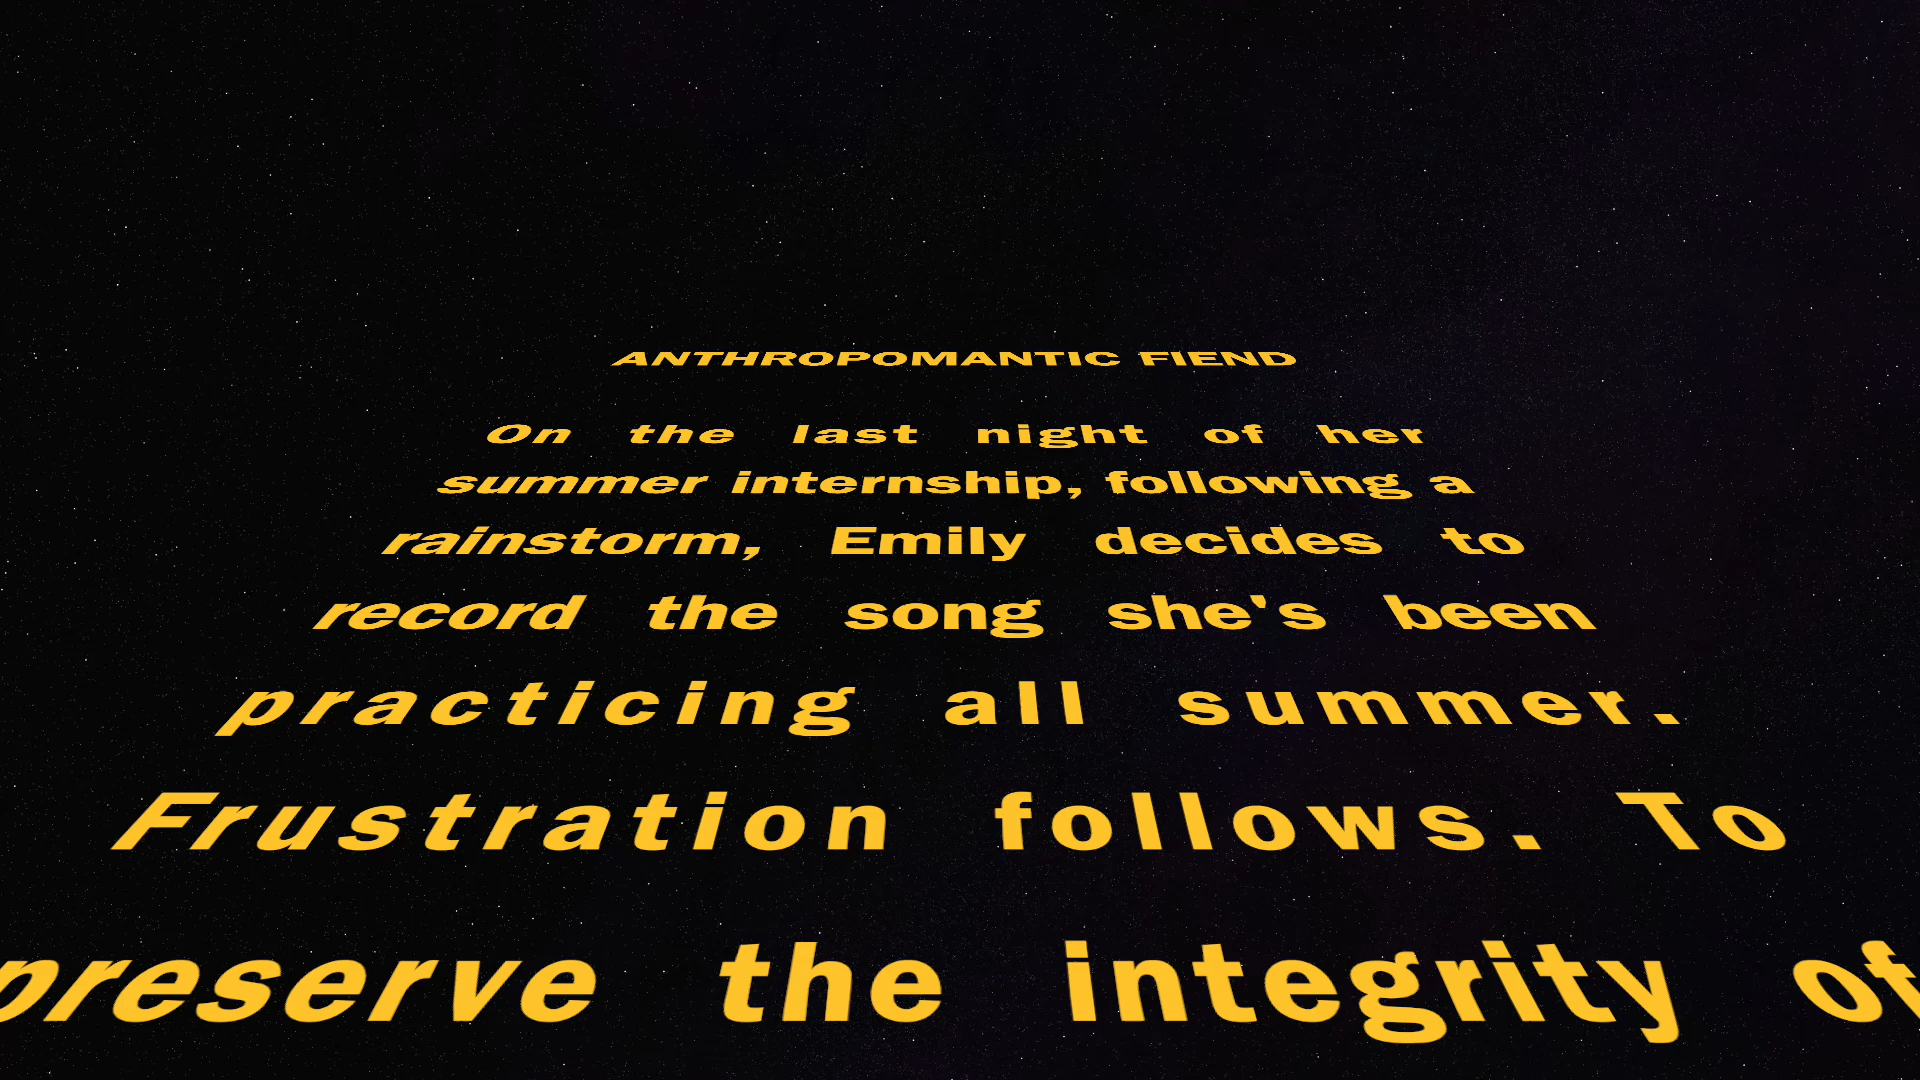 ANTHROPOMANTIC FIEND
On the last night of her
summer internship, following a
rainstorm, Emily decides to
record the song she's been
practicing all summer.
Frustration follows. To
preserve the integrity of